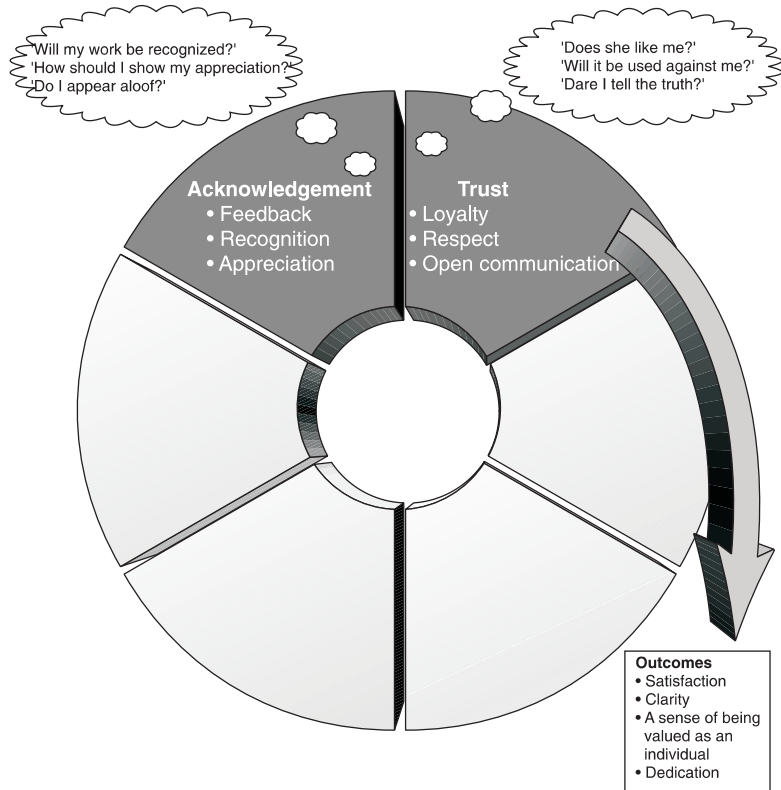 'Will my work be recognized?'
'How should I show my appreciation?'
'Do I appear aloof?'
'Does she like me?'
'Will it be used against me?'
'Dare I tell the truth?'
Acknowledgement
• Feedback
• Recognition
• Appreciation
Trust
• Loyalty
• Respect
• Open communication
Outcomes
• Satisfaction
• Clarity
• A sense of being
valued as an
individual
• Dedication